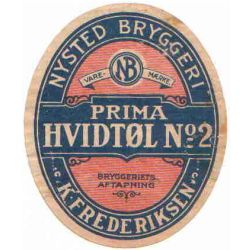 NYSTED BRYGGERI
VARE NB MÆRKE
PRIMA
HVIDTØL No 2
BRYGGERIETS
AFTAPNING
K. FREDERIKSEN